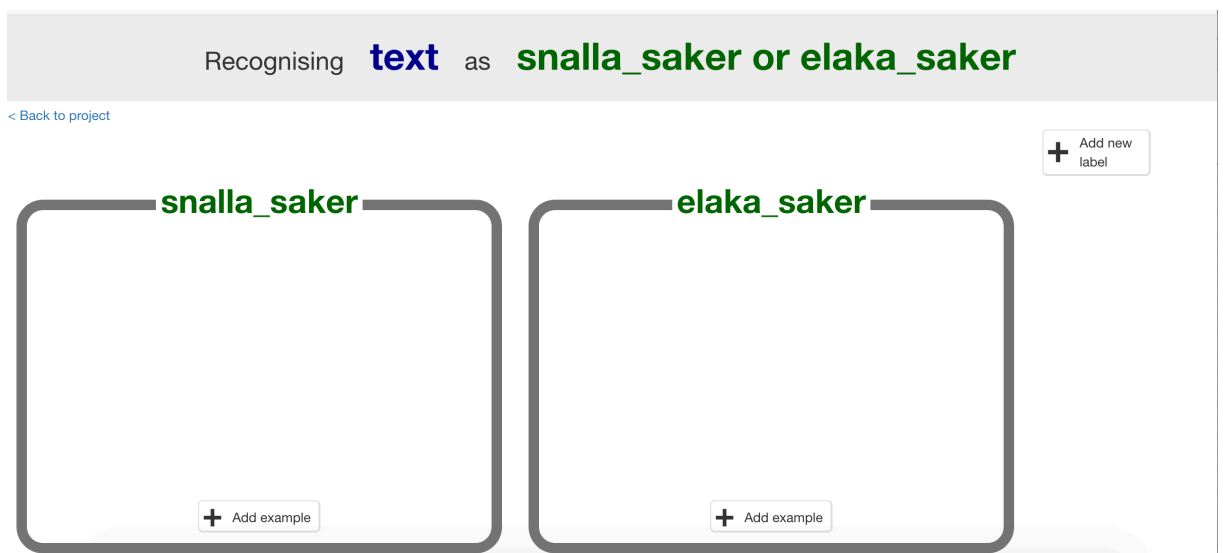 Recognising text as snalla_saker or elaka_saker
< Back to project
Add new
label
snalla_saker
elaka_saker
Add example
Add example